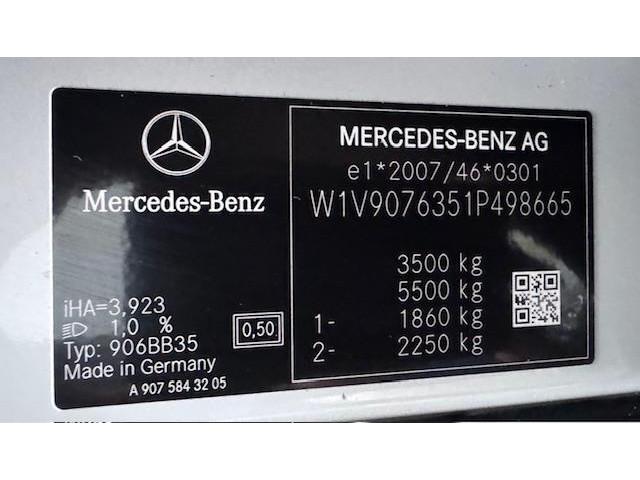 Mercedes-Benz
iHA=3,923
1,0 %
Typ: 906BB35
Made in Germany
0,50
A 907 584 32 05
MERCEDES-BENZ AG
e1*2007/46*0301
W1V9076351P498665
3500 kg
5500 kg
1- 1860 kg
2- 2250 kg